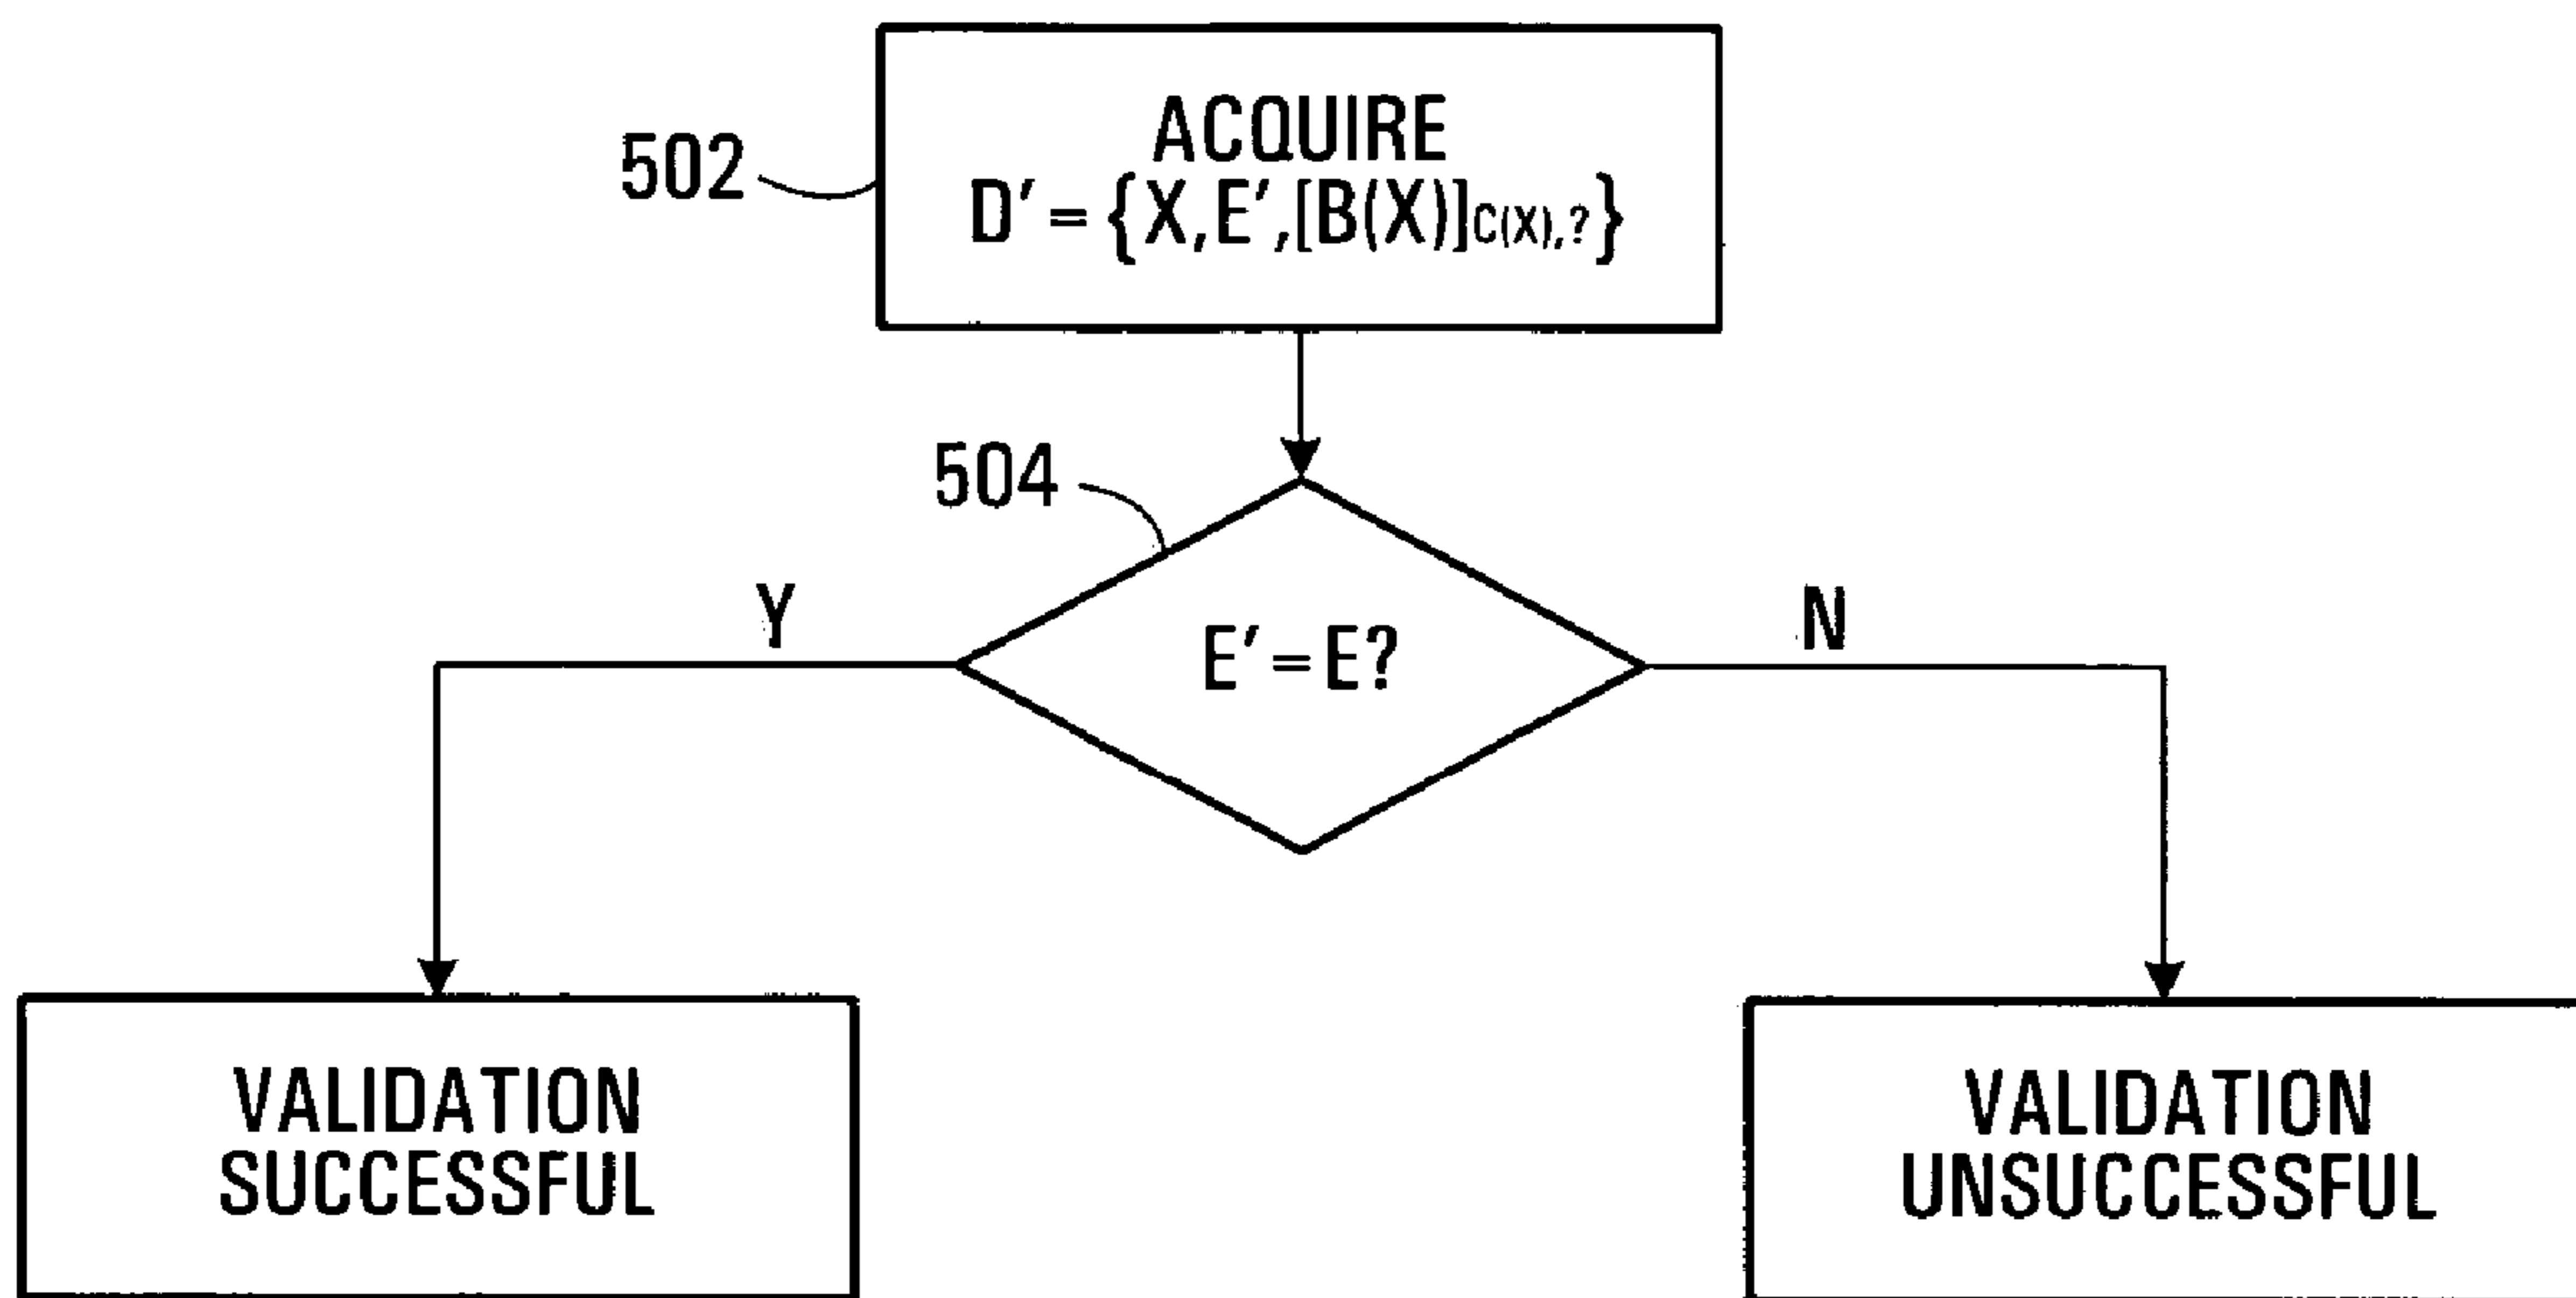 ACQUIRE
502
D′ = {X,E′,[B(X)]C(X),?}
504
Y
N
E′ = E?
VALIDATION
SUCCESSFUL
VALIDATION
UNSUCCESSFUL